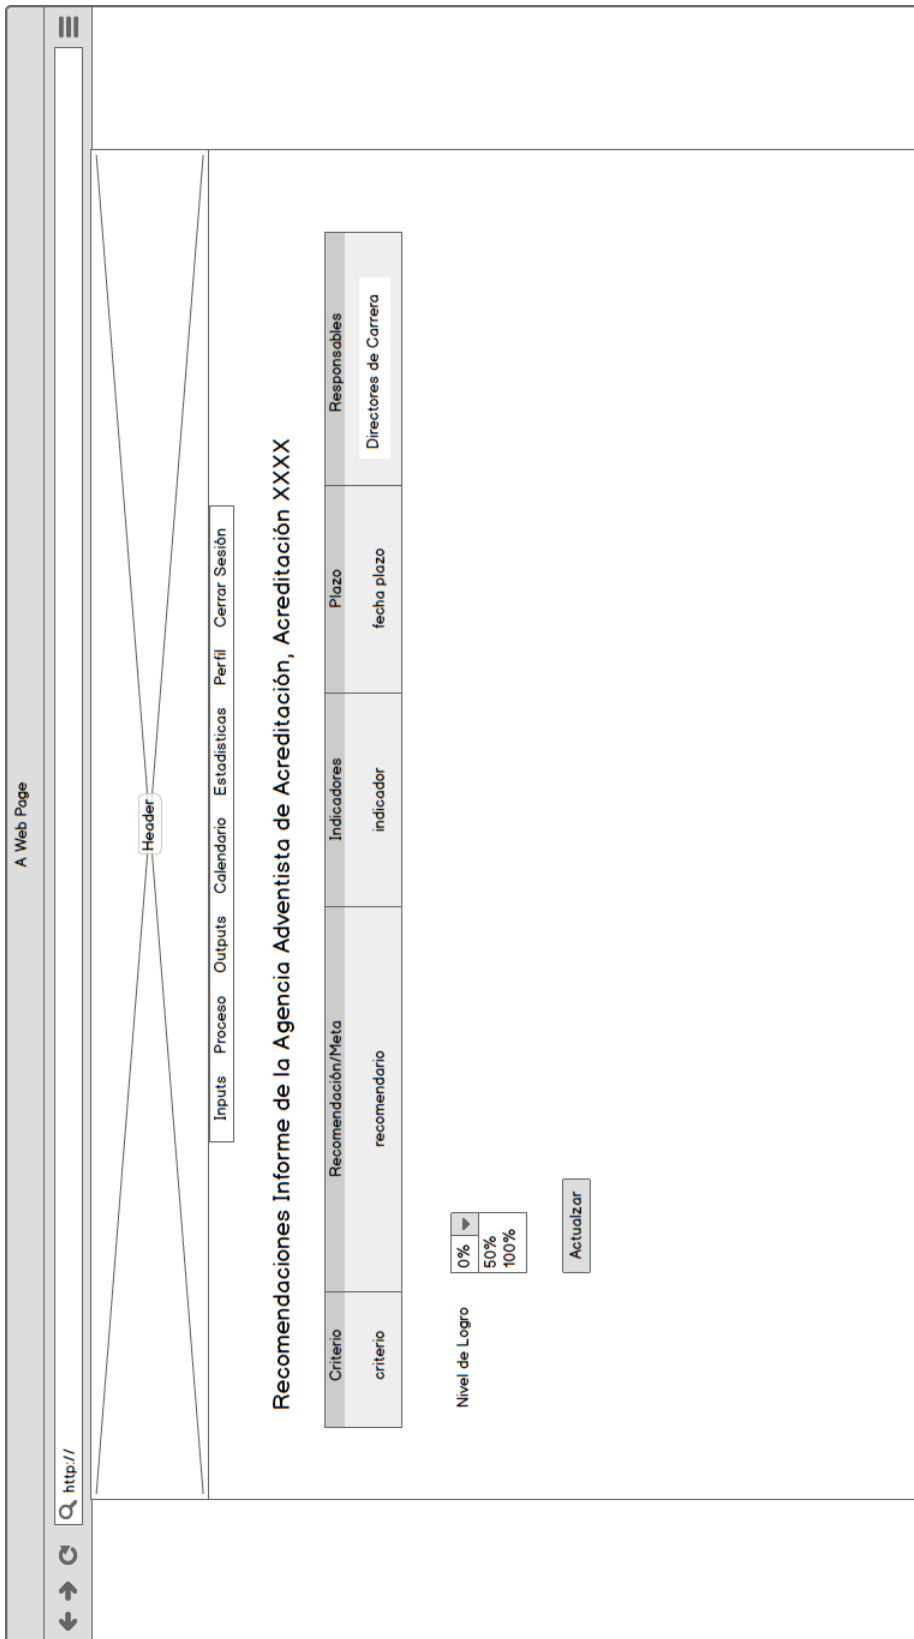 A Web Page
http://
Header
Inputs Proceso Outputs Calendario Estadisticas Perfil Cerrar Sesión
Recomendaciones Informe de la Agencia Adventista de Acreditación, Acreditación XXXX
Criterio Recomendación/Meta Indicadores Plazo Responsables
criterio recomendario indicador fecha plazo Directores de Carrera
Nivel de Logro 0%
50%
100%
Actualzar